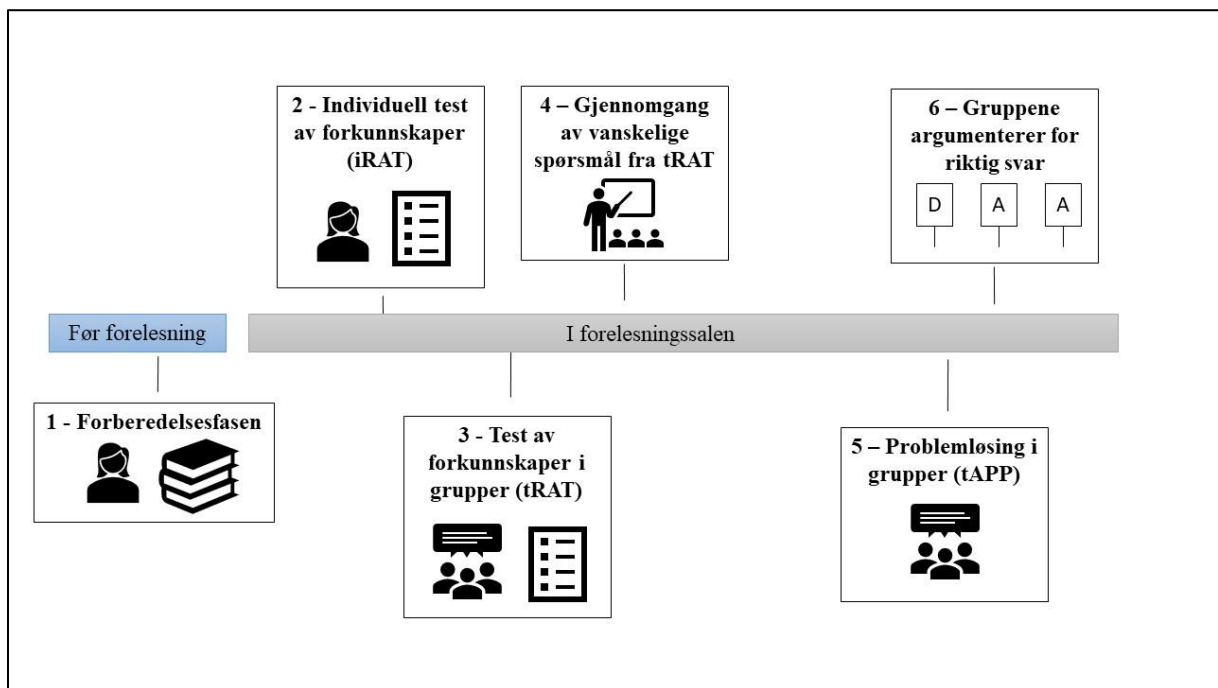 2 - Individuell test
av forkunnskaper
(iRAT)
4 – Gjennomgang
av vanskelige
spørsmål fra tRAT
6 – Gruppene
argumenterer for
riktig svar
D A A
Før forelesning
I forelesningssalen
1 - Forberedelsesfasen
3 - Test av
forkunnskaper i
grupper (tRAT)
5 – Problemløsing i
grupper (tAPP)